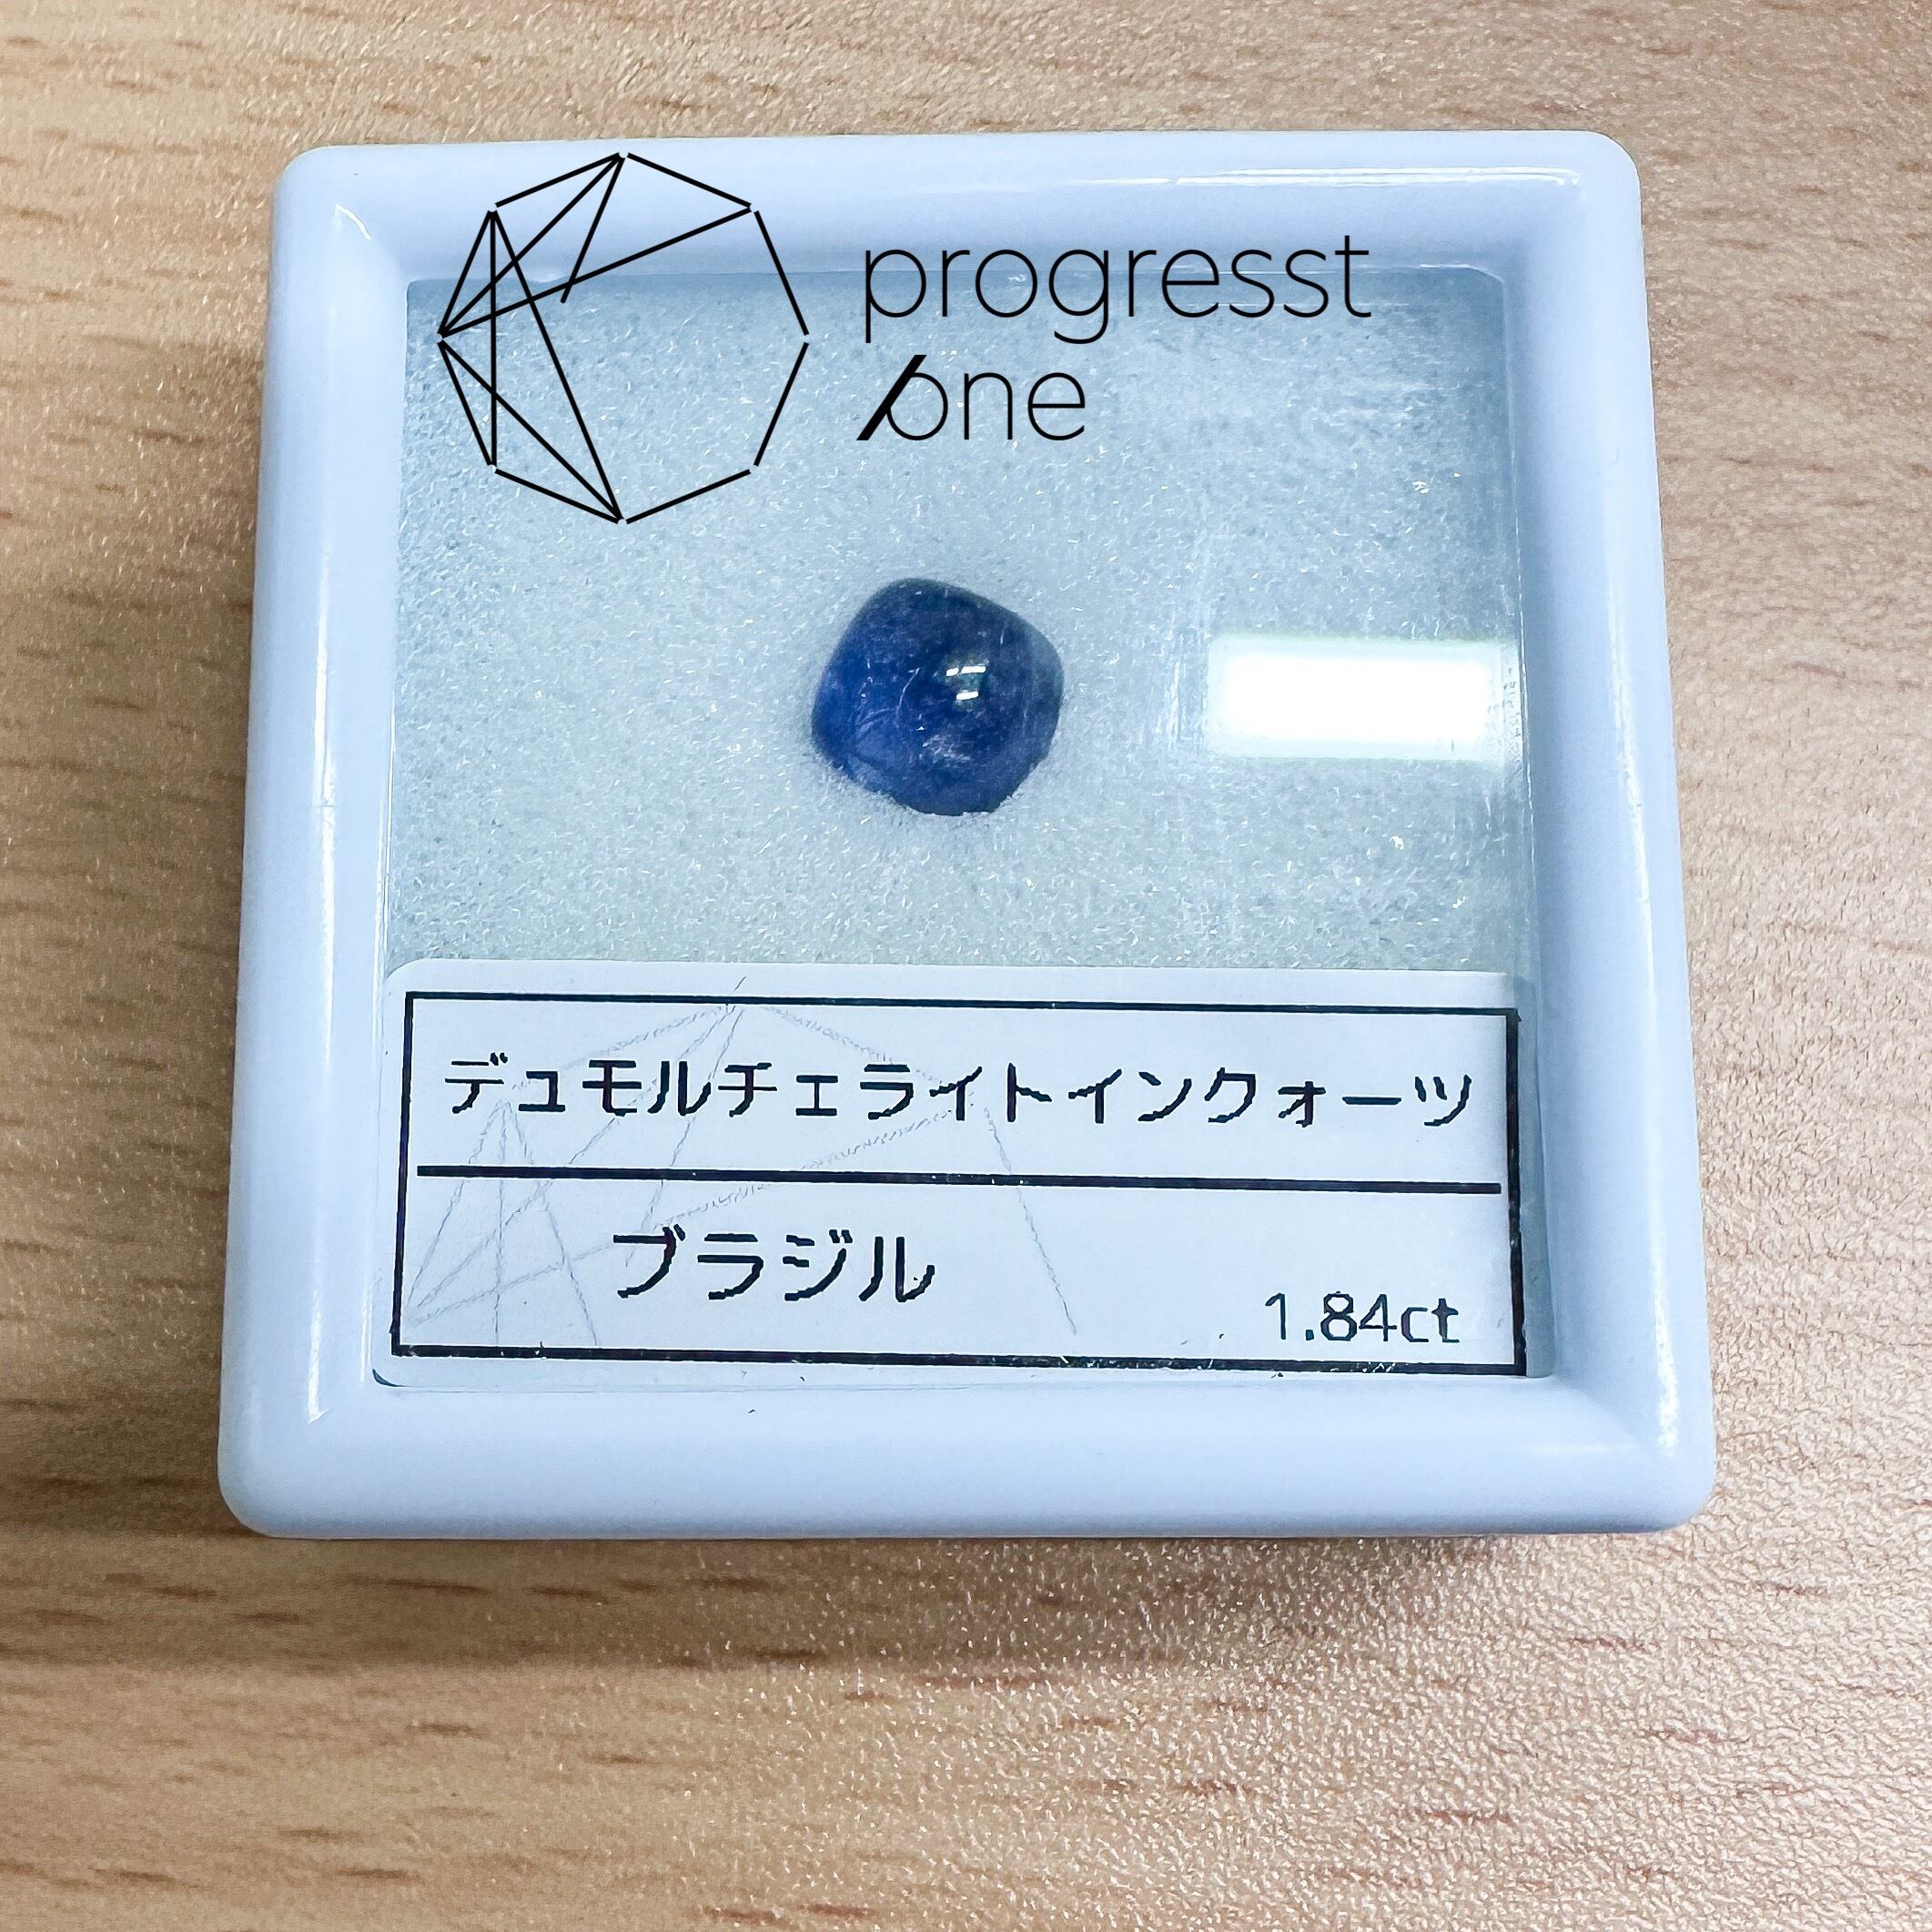 progresst
one
デュモルチェライトインクォーツ
ブラジル
1.84ct